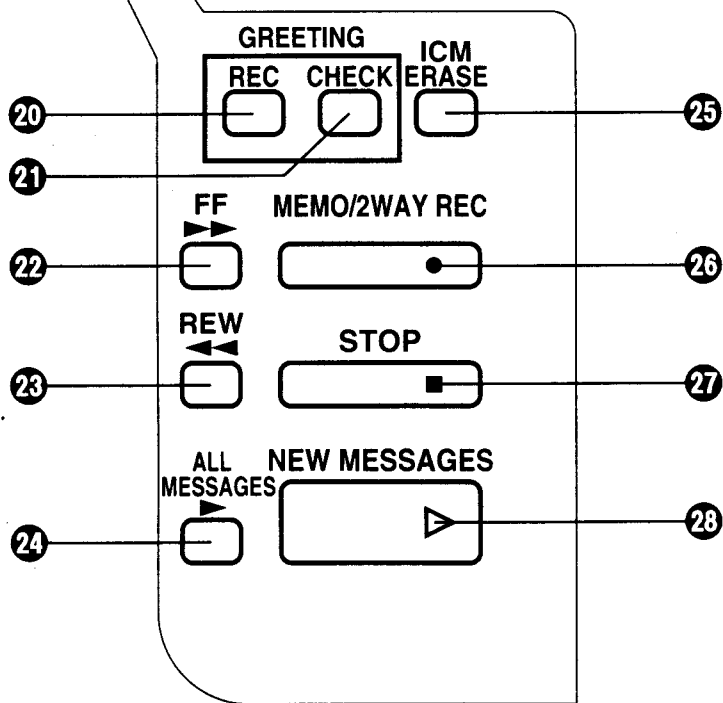 GREETING
ICM
REC CHECK ERASE
20
25
21
FF MEMO/2WAY REC
22
26
REW
STOP
23
27
ALL NEW MESSAGES
MESSAGES
24
28